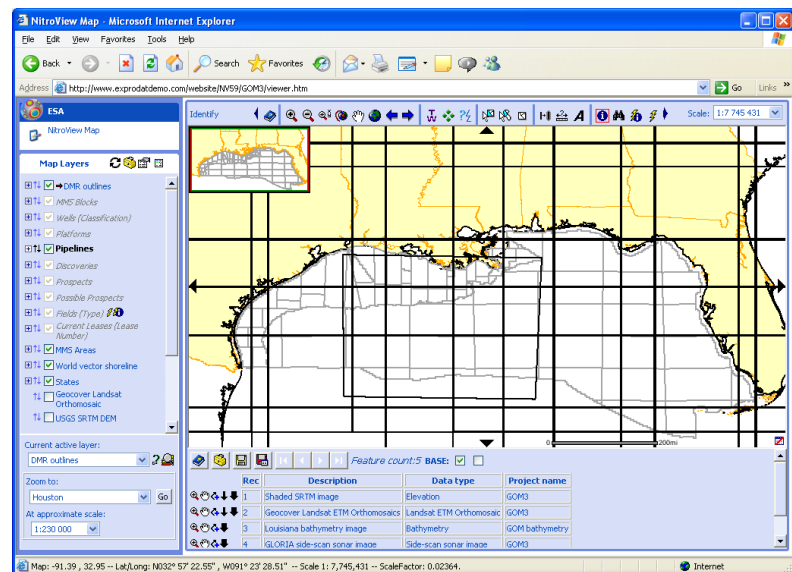 NitroView Map - Microsoft Internet Explorer
File Edit View Favorites Tools Help
Back Search Favorites
Address http://www.exprodatdemo.com/website/NV59/GOM3/viewer.htm Go Links »
ESA
NitroView Map
Identify
Scale: 1:7 745 431
Map Layers
DMR outlines
MMS Blocks
Wells (Classification)
Platforms
Pipelines
Discoveries
Prospects
Possible Prospects
Fields (Type)
Current Leases (Lease
Number)
MMS Areas
World vector shoreline
States
Geocover Landsat
Orthomosaic
USGS SRTM DEM
0 200mi
Current active layer:
DMR outlines
Zoom to:
Houston Go
At approximate scale:
1:230 000
Feature count:5 BASE:
Rec Description Data type Project name
1 Shaded SRTM image Elevation GOM3
2 Geocover Landsat ETM Orthomosaics Landsat ETM Orthomosaic GOM3
3 Louisiana bathymetry image Bathymetry GOM bathymetry
4 GLORIA side-scan sonar image Side-scan sonar image GOM3
Map: -91.39 , 32.95 -- Lat/Long: N032° 57' 22.55" , W091° 23' 28.51" -- Scale 1: 7,745,431 -- ScaleFactor: 0.02364. Internet